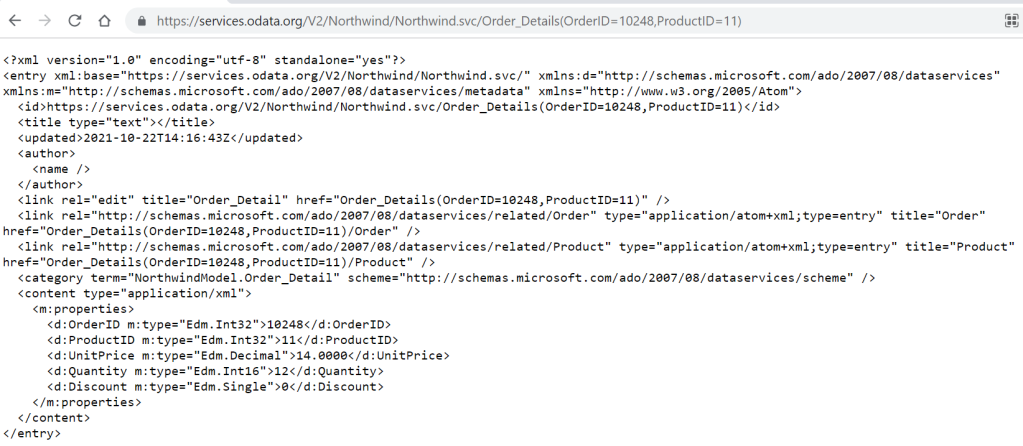 https://services.odata.org/V2/Northwind/Northwind.svc/Order_Details(OrderID=10248,ProductID=11)
<?xml version="1.0" encoding="utf-8" standalone="yes"?>
<entry xml:base="https://services.odata.org/V2/Northwind/Northwind.svc/" xmlns:d="http://schemas.microsoft.com/ado/2007/08/dataservices"
xmlns:m="http://schemas.microsoft.com/ado/2007/08/dataservices/metadata" xmlns="http://www.w3.org/2005/Atom">
  <id>https://services.odata.org/V2/Northwind/Northwind.svc/Order_Details(OrderID=10248,ProductID=11)</id>
  <title type="text"></title>
  <updated>2021-10-22T14:16:43Z</updated>
  <author>
    <name />
  </author>
  <link rel="edit" title="Order_Detail" href="Order_Details(OrderID=10248,ProductID=11)" />
  <link rel="http://schemas.microsoft.com/ado/2007/08/dataservices/related/Order" type="application/atom+xml;type=entry" title="Order"
href="Order_Details(OrderID=10248,ProductID=11)/Order" />
  <link rel="http://schemas.microsoft.com/ado/2007/08/dataservices/related/Product" type="application/atom+xml;type=entry" title="Product"
href="Order_Details(OrderID=10248,ProductID=11)/Product" />
  <category term="NorthwindModel.Order_Detail" scheme="http://schemas.microsoft.com/ado/2007/08/dataservices/scheme" />
  <content type="application/xml">
    <m:properties>
      <d:OrderID m:type="Edm.Int32">10248</d:OrderID>
      <d:ProductID m:type="Edm.Int32">11</d:ProductID>
      <d:UnitPrice m:type="Edm.Decimal">14.0000</d:UnitPrice>
      <d:Quantity m:type="Edm.Int16">12</d:Quantity>
      <d:Discount m:type="Edm.Single">0</d:Discount>
    </m:properties>
  </content>
</entry>